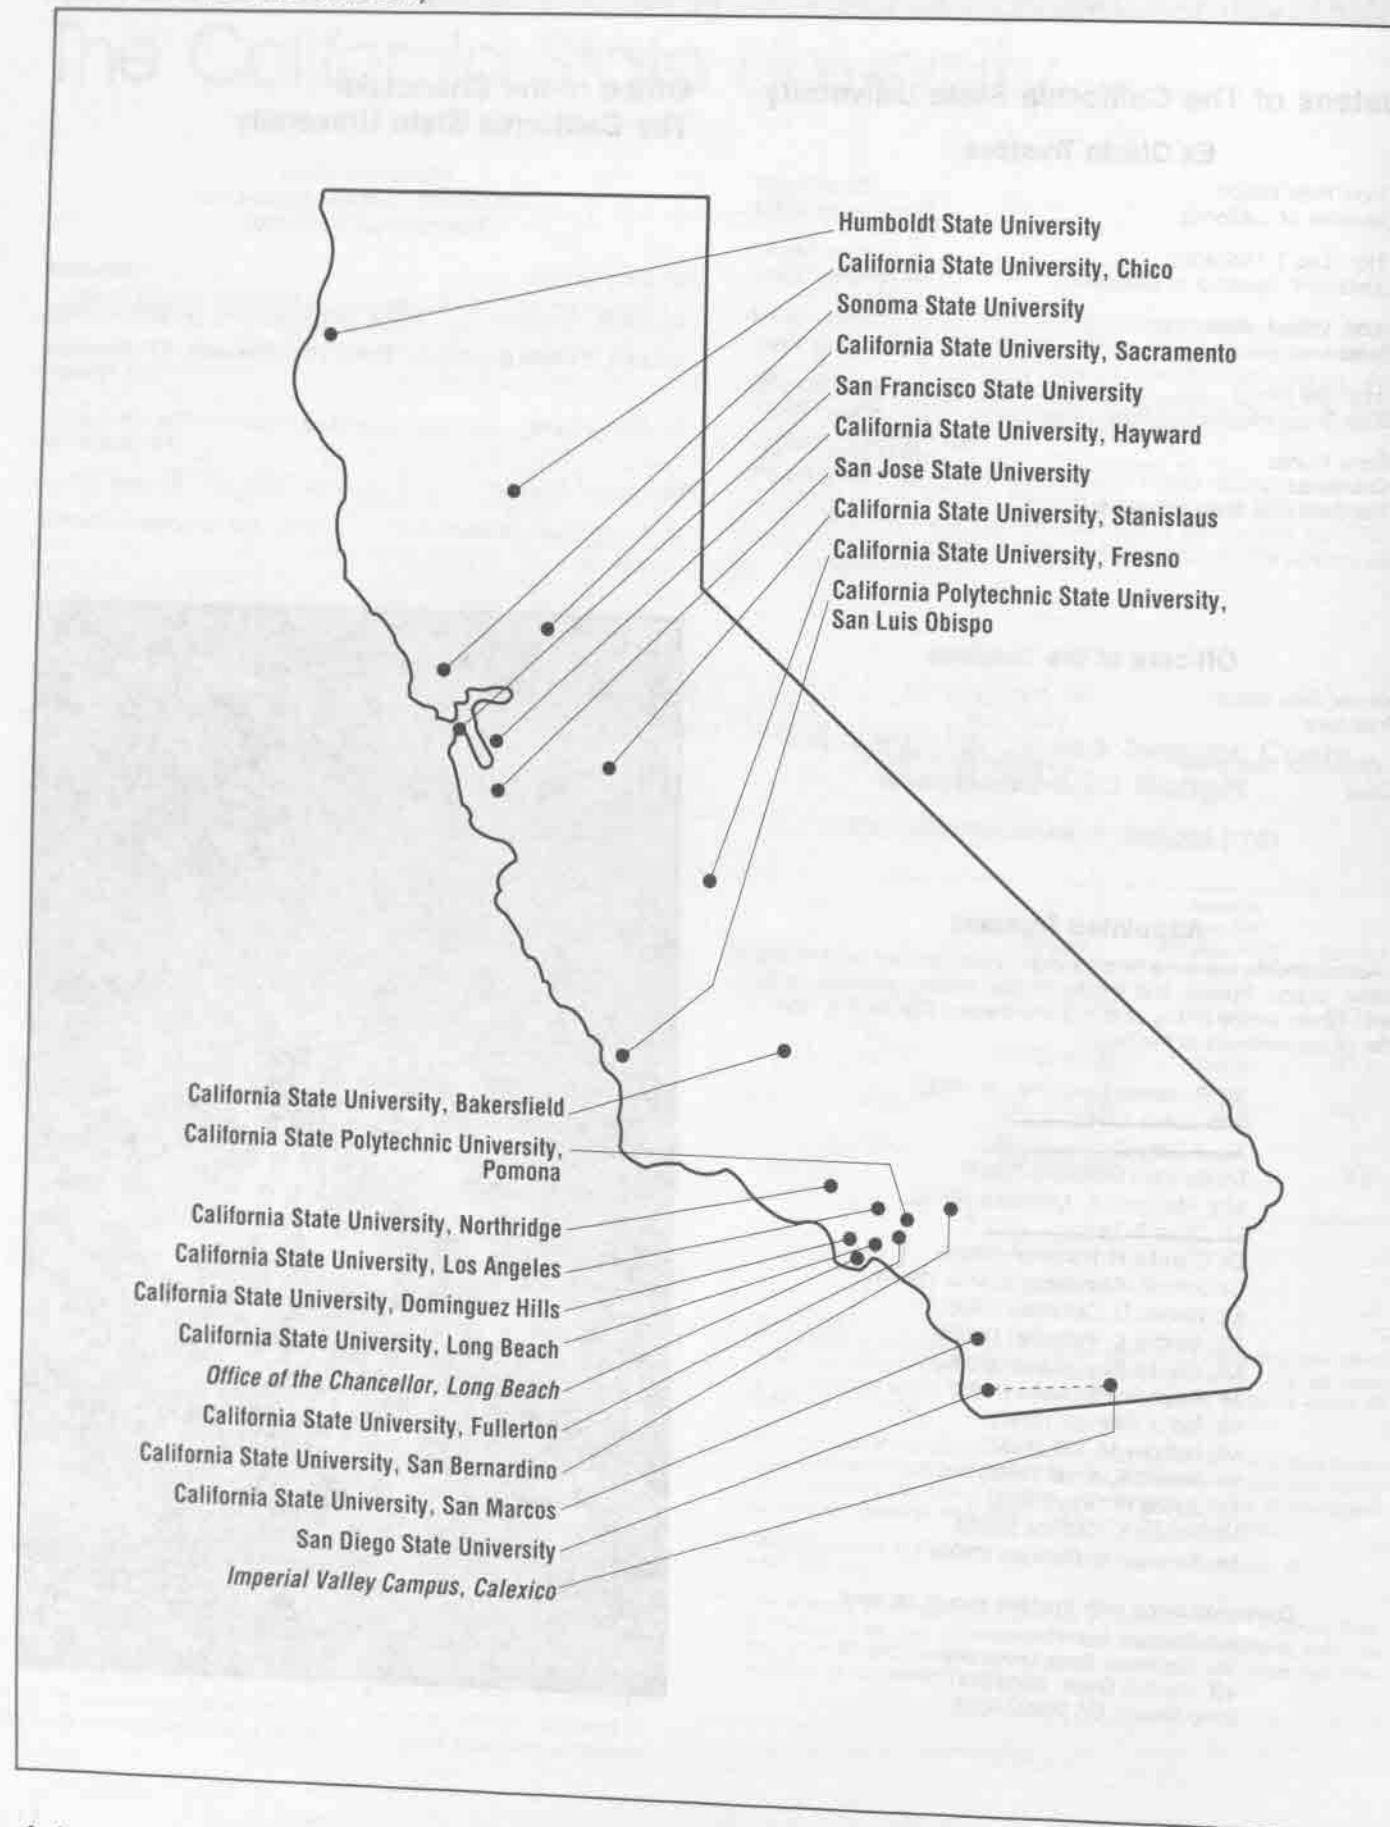 Humboldt State University
California State University, Chico
Sonoma State University
California State University, Sacramento
San Francisco State University
California State University, Hayward
San Jose State University
California State University, Stanislaus
California State University, Fresno
California Polytechnic State University,
San Luis Obispo
California State University, Bakersfield
California State Polytechnic University,
Pomona
California State University, Northridge
California State University, Los Angeles
California State University, Dominguez Hills
California State University, Long Beach
Office of the Chancellor, Long Beach
California State University, Fullerton
California State University, San Bernardino
California State University, San Marcos
San Diego State University
Imperial Valley Campus, Calexico